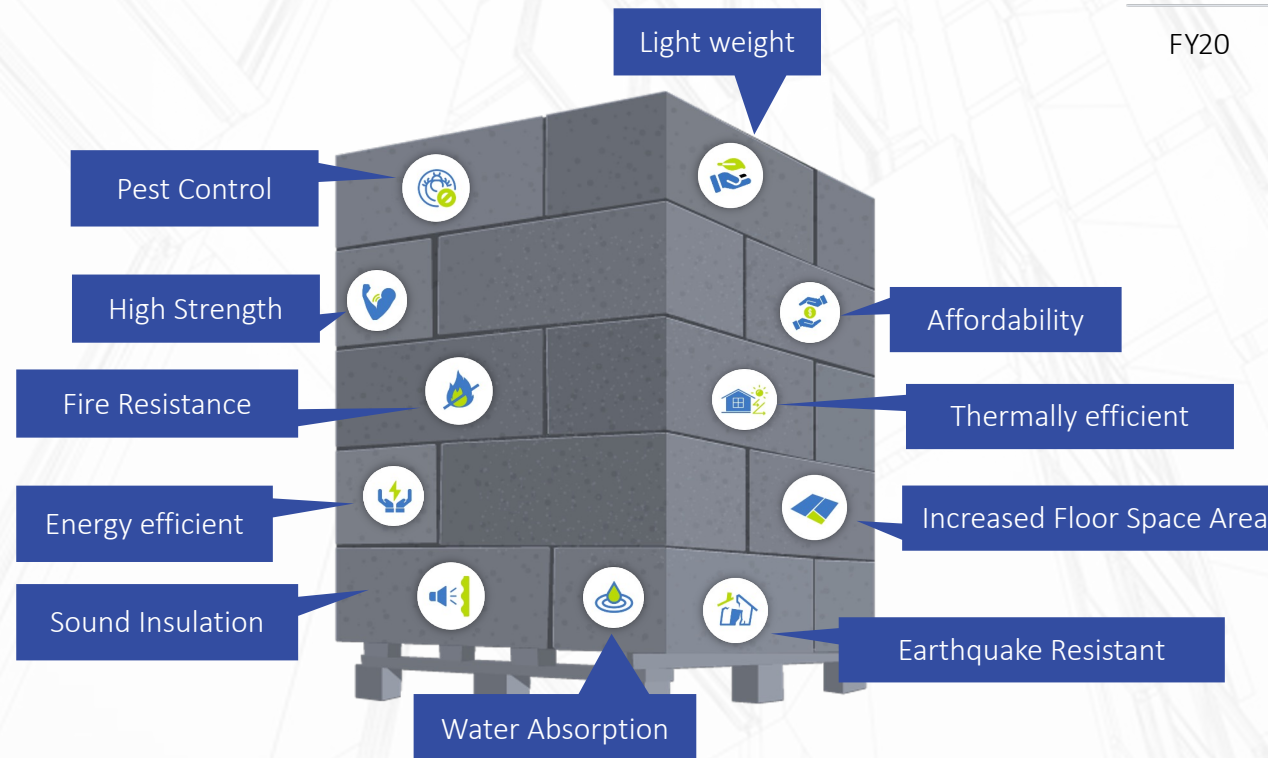 Light weight
FY20
Pest Control
High Strength
Affordability
Fire Resistance
Thermally efficient
Energy efficient
Increased Floor Space Area
Sound Insulation
Earthquake Resistant
Water Absorption